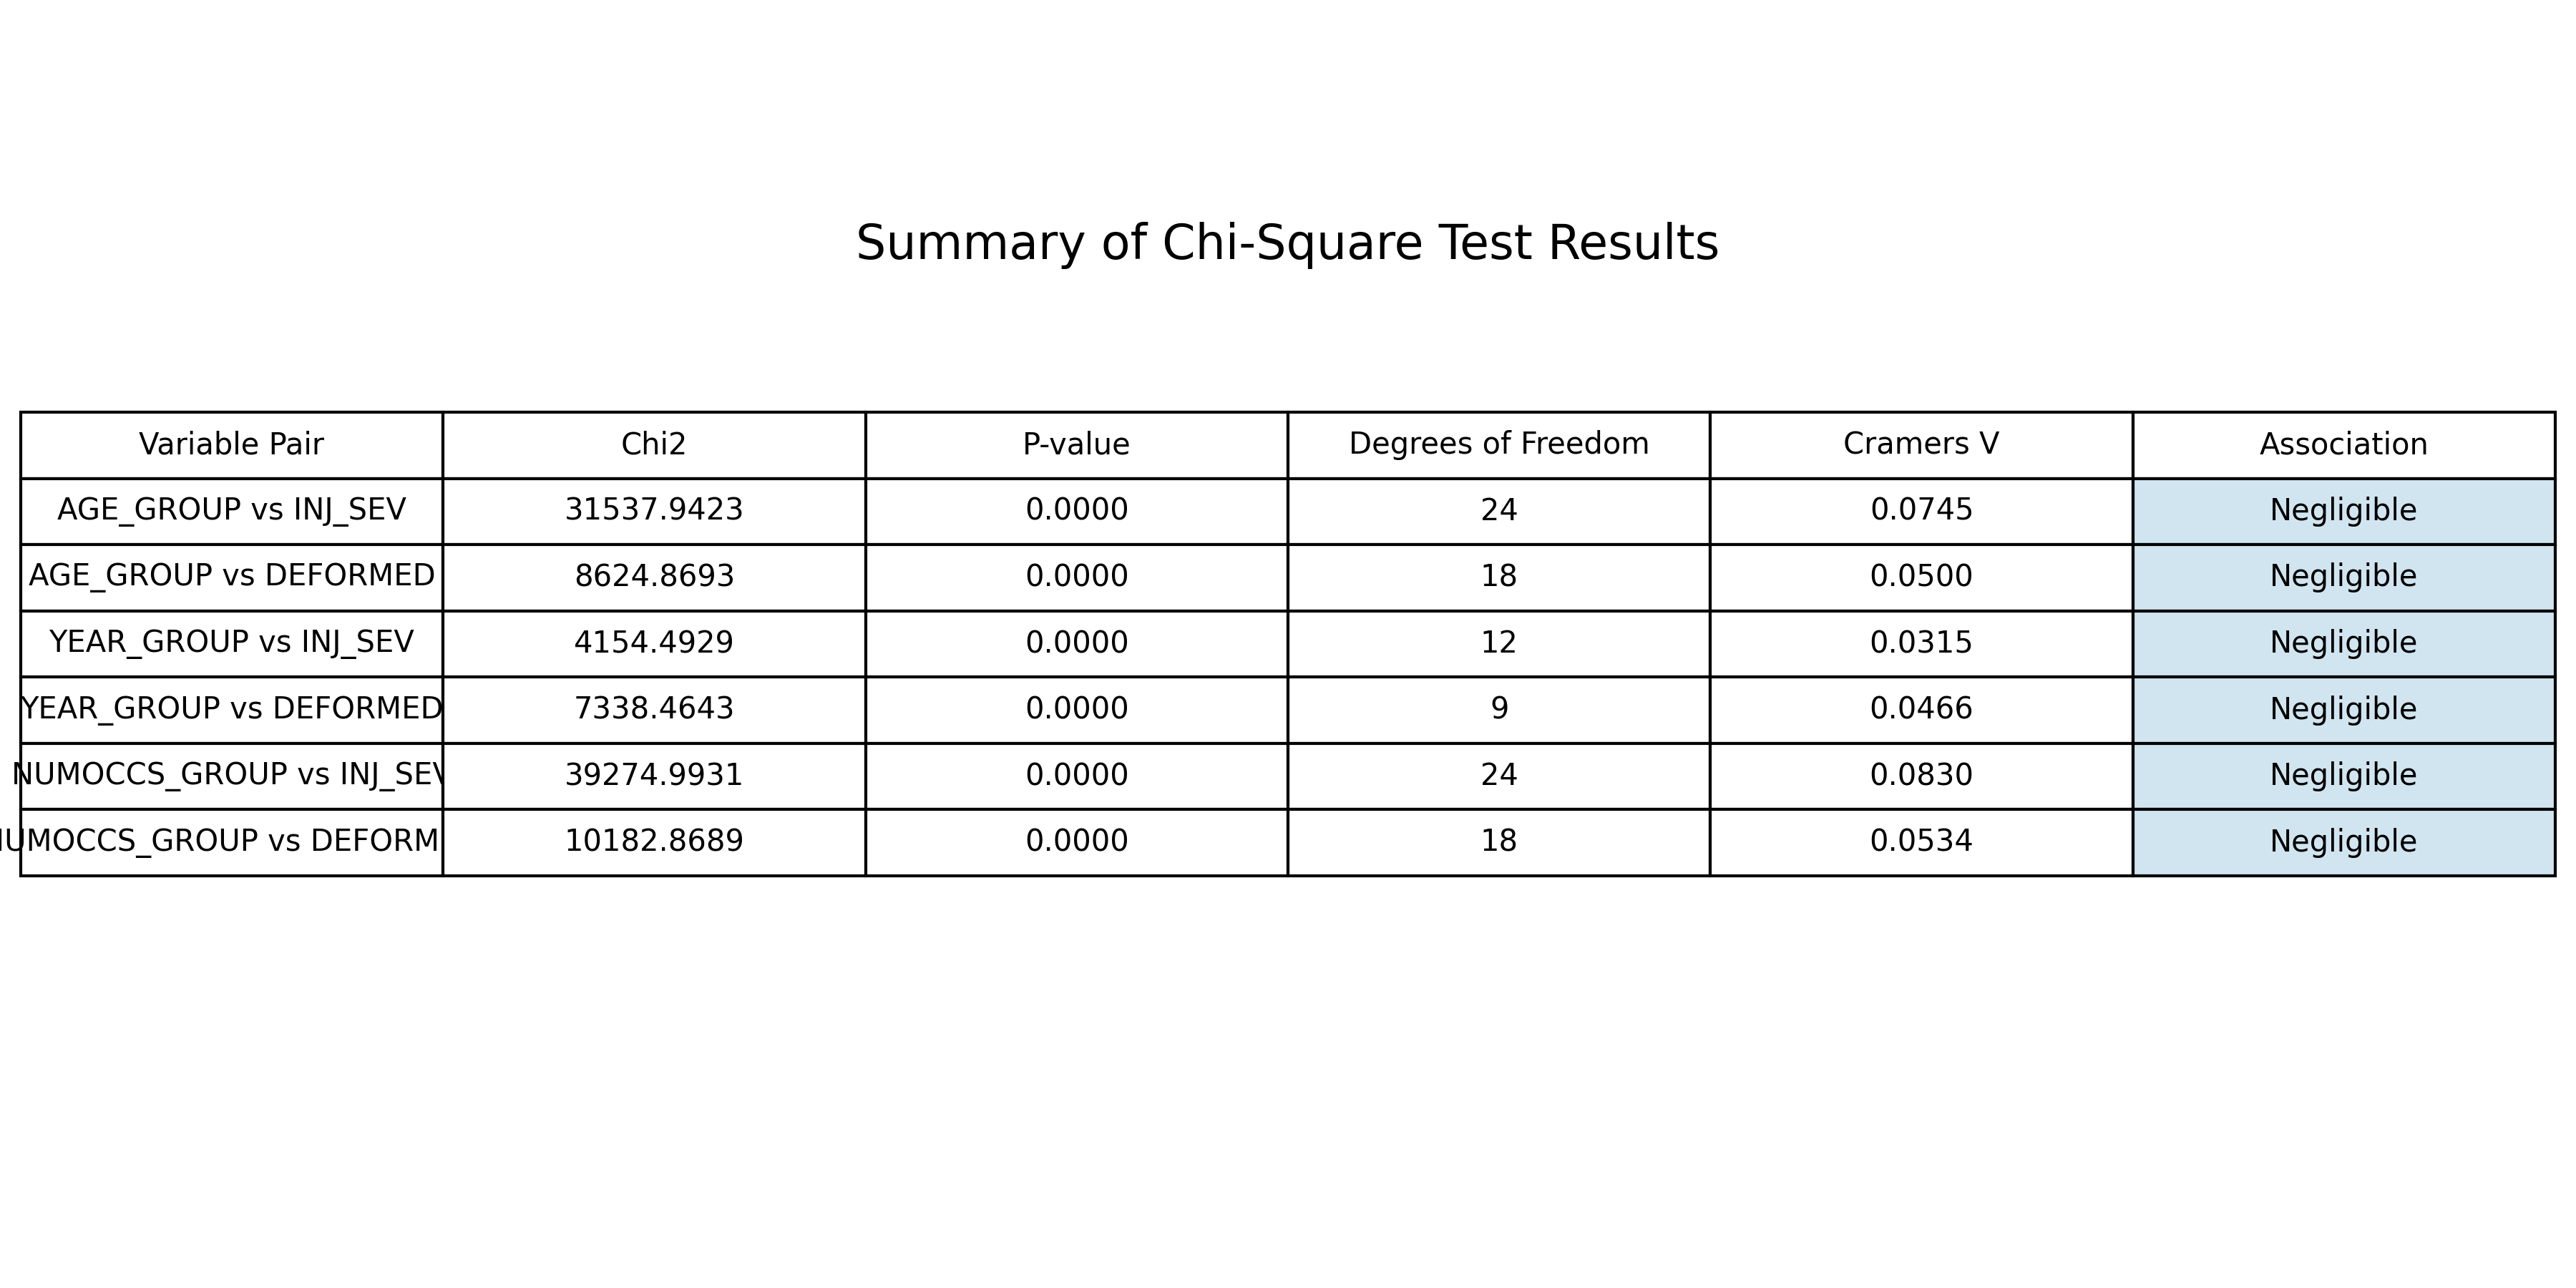 Summary of Chi-Square Test Results
Variable Pair Chi2 P-value Degrees of Freedom Cramers V Association
AGE_GROUP vs INJ_SEV 31537.9423 0.0000 24 0.0745 Negligible
AGE_GROUP vs DEFORMED 8624.8693 0.0000 18 0.0500 Negligible
YEAR_GROUP vs INJ_SEV 4154.4929 0.0000 12 0.0315 Negligible
YEAR_GROUP vs DEFORMED 7338.4643 0.0000 9 0.0466 Negligible
NUMOCCS_GROUP vs INJ_SEV 39274.9931 0.0000 24 0.0830 Negligible
NUMOCCS_GROUP vs DEFORM 10182.8689 0.0000 18 0.0534 Negligible